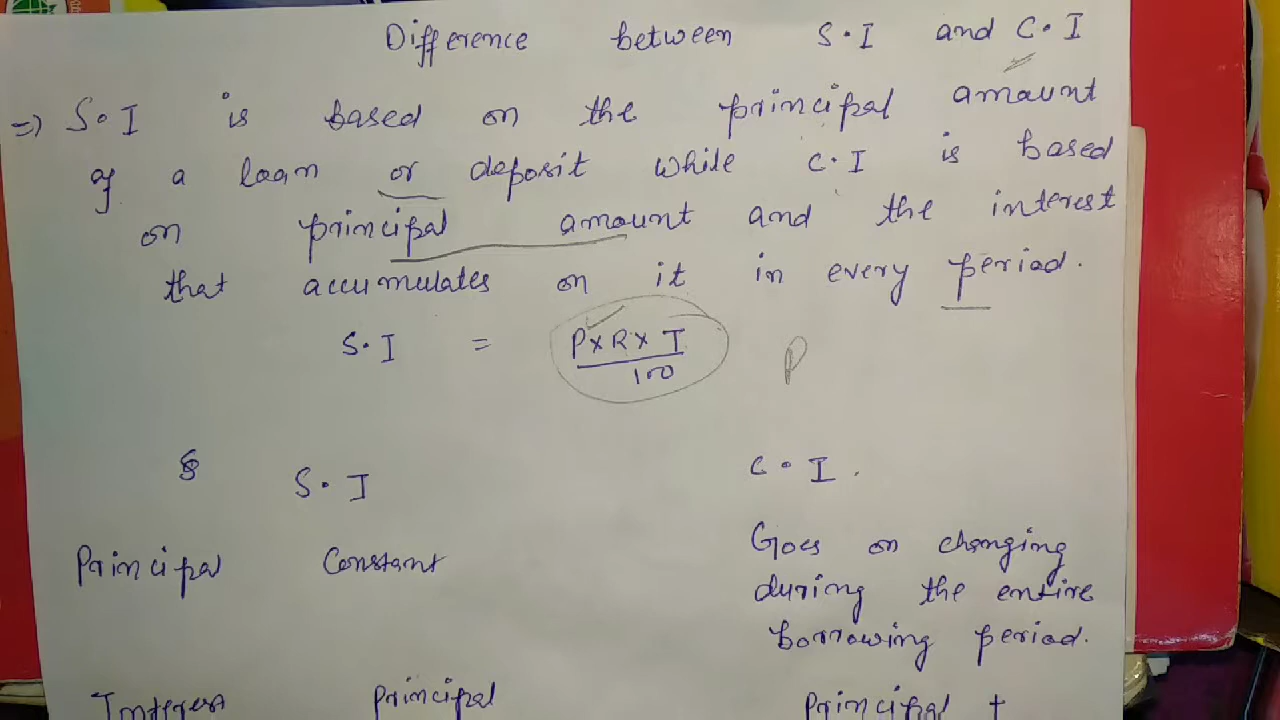 Difference between S.I and C.I
=) S.I is based on the principal amount
of a loan or deposit while C.I is based
on principal amount and the interest
that accumulates on it in every period.
S.I = P×R×T
100
P
S.I C.I.
Principal Constant Goes on changing
during the entire
borrowing period.
Interest Principal Principal +